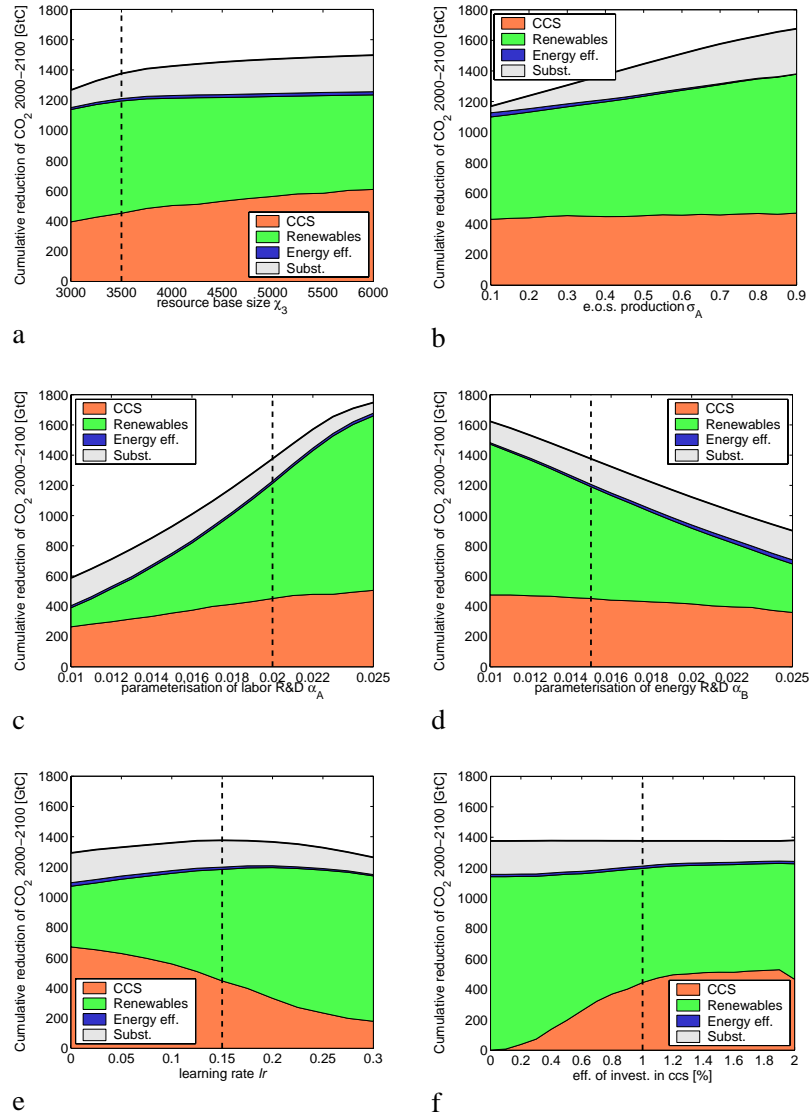 Cumulative reduction of CO2 2000−2100 [GtC]
1800
1600
1400
1200
1000
800
600
400
200
0
CCS
Renewables
Energy eff.
Subst.
3000 3500 4000 4500 5000 5500 6000
resource base size χ3
a
Cumulative reduction of CO2 2000−2100 [GtC]
1800
1600
1400
1200
1000
800
600
400
200
0
CCS
Renewables
Energy eff.
Subst.
0.1 0.2 0.3 0.4 0.5 0.6 0.7 0.8 0.9
e.o.s. production σA
b
Cumulative reduction of CO2 2000−2100 [GtC]
1800
1600
1400
1200
1000
800
600
400
200
0
CCS
Renewables
Energy eff.
Subst.
0.01 0.012 0.014 0.016 0.018 0.02 0.022 0.025
parameterisation of labor R&D αA
c
Cumulative reduction of CO2 2000−2100 [GtC]
1800
1600
1400
1200
1000
800
600
400
200
0
CCS
Renewables
Energy eff.
Subst.
0.01 0.012 0.014 0.016 0.018 0.02 0.022 0.025
parameterisation of energy R&D αB
d
Cumulative reduction of CO2 2000−2100 [GtC]
1800
1600
1400
1200
1000
800
600
400
200
0
CCS
Renewables
Energy eff.
Subst.
0 0.05 0.1 0.15 0.2 0.25 0.3
learning rate lr
e
Cumulative reduction of CO2 2000−2100 [GtC]
1800
1600
1400
1200
1000
800
600
400
200
0
CCS
Renewables
Energy eff.
Subst.
0 0.2 0.4 0.6 0.8 1 1.2 1.4 1.6 1.8 2
eff. of invest. in ccs [%]
f